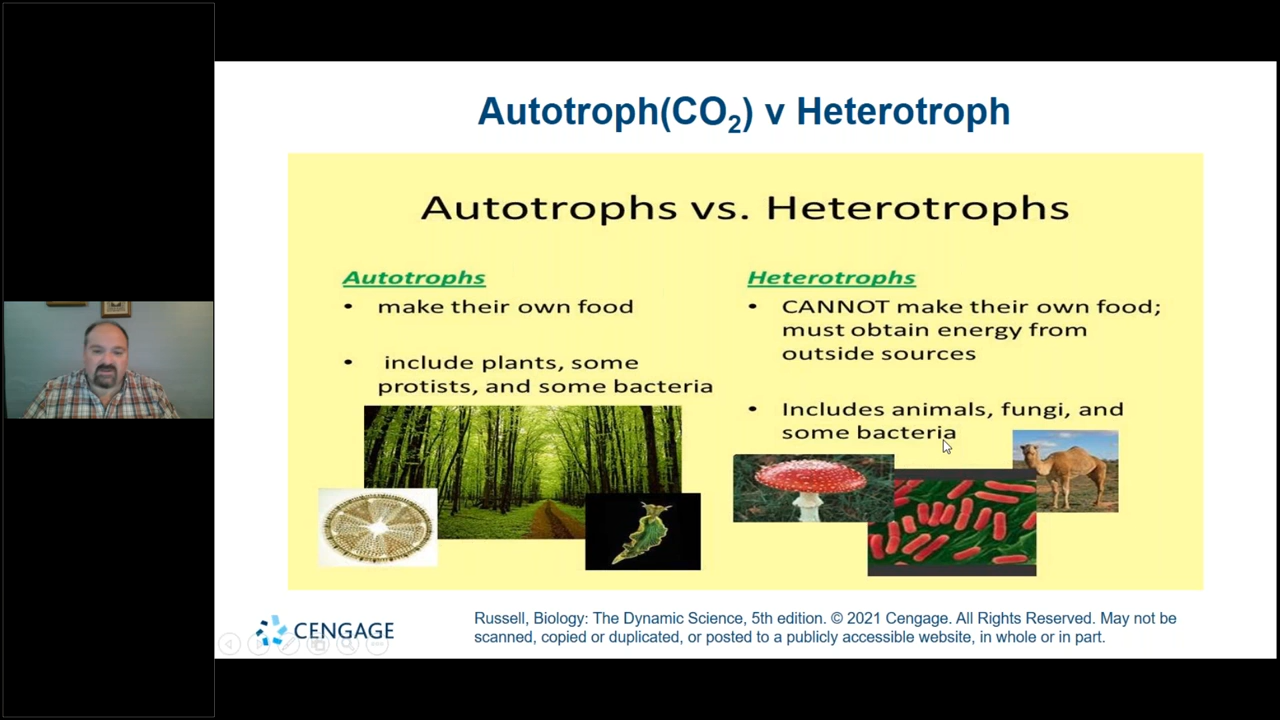 Autotroph(CO2) v Heterotroph
Autotrophs vs. Heterotrophs
Autotrophs
• make their own food
• include plants, some
protists, and some bacteria
Heterotrophs
• CANNOT make their own food;
must obtain energy from
outside sources
• Includes animals, fungi, and
some bacteria
CENGAGE
Russell, Biology: The Dynamic Science, 5th edition. © 2021 Cengage. All Rights Reserved. May not be
scanned, copied or duplicated, or posted to a publicly accessible website, in whole or in part.